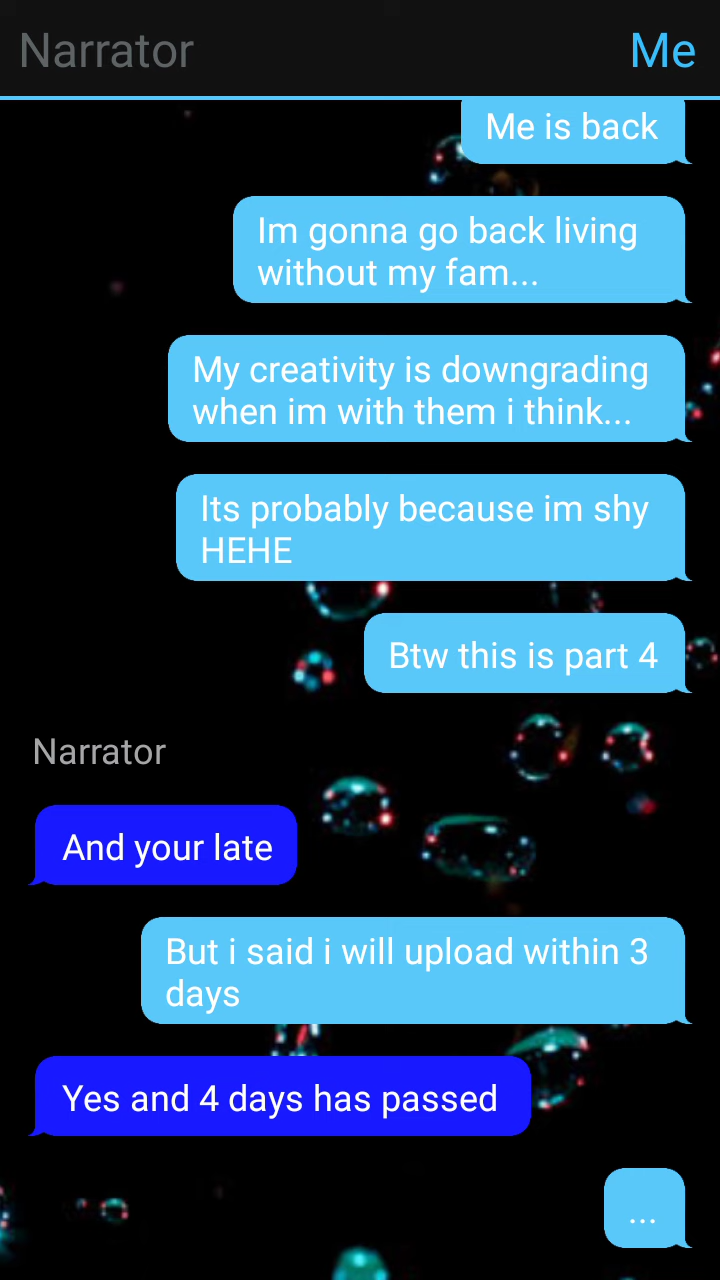 Narrator
Me
Me is back
Im gonna go back living
without my fam...
My creativity is downgrading
when im with them i think...
Its probably because im shy
HEHE
Btw this is part 4
Narrator
And your late
But i said i will upload within 3
days
Yes and 4 days has passed
...